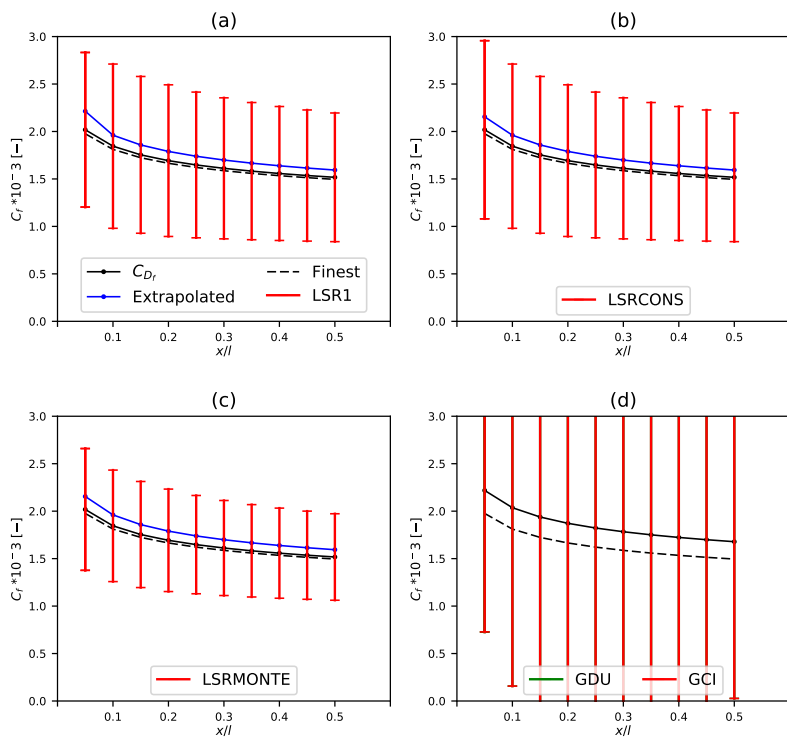 (a)
3.0
2.5
2.0
1.5
1.0
0.5
0.0
C_f *10−3 [−]
C_{D_f}
Extrapolated
Finest
LSR1
0.1 0.2 0.3 0.4 0.5
x/l
(b)
3.0
2.5
2.0
1.5
1.0
0.5
0.0
C_f *10−3 [−]
LSRCONS
0.1 0.2 0.3 0.4 0.5
x/l
(c)
3.0
2.5
2.0
1.5
1.0
0.5
0.0
C_f *10−3 [−]
LSRMONTE
0.1 0.2 0.3 0.4 0.5
x/l
(d)
3.0
2.5
2.0
1.5
1.0
0.5
0.0
C_f *10−3 [−]
GDU GCI
0.1 0.2 0.3 0.4 0.5
x/l